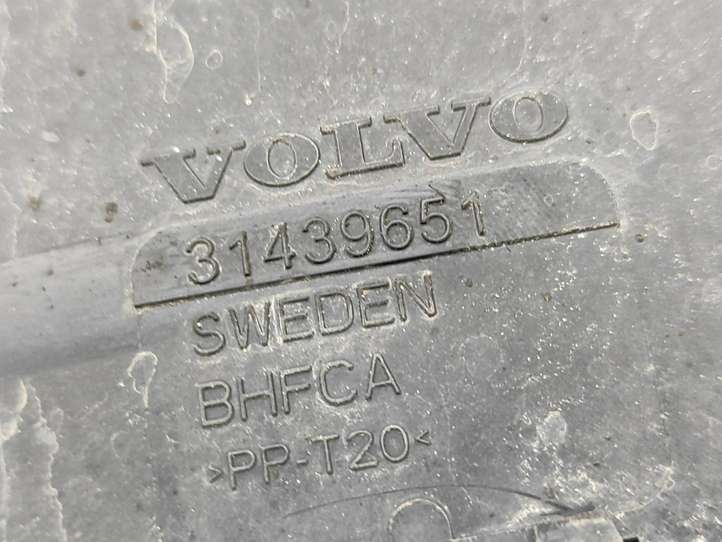 VOLVO
31439651
SWEDEN
BHFCA
>PP-T20<